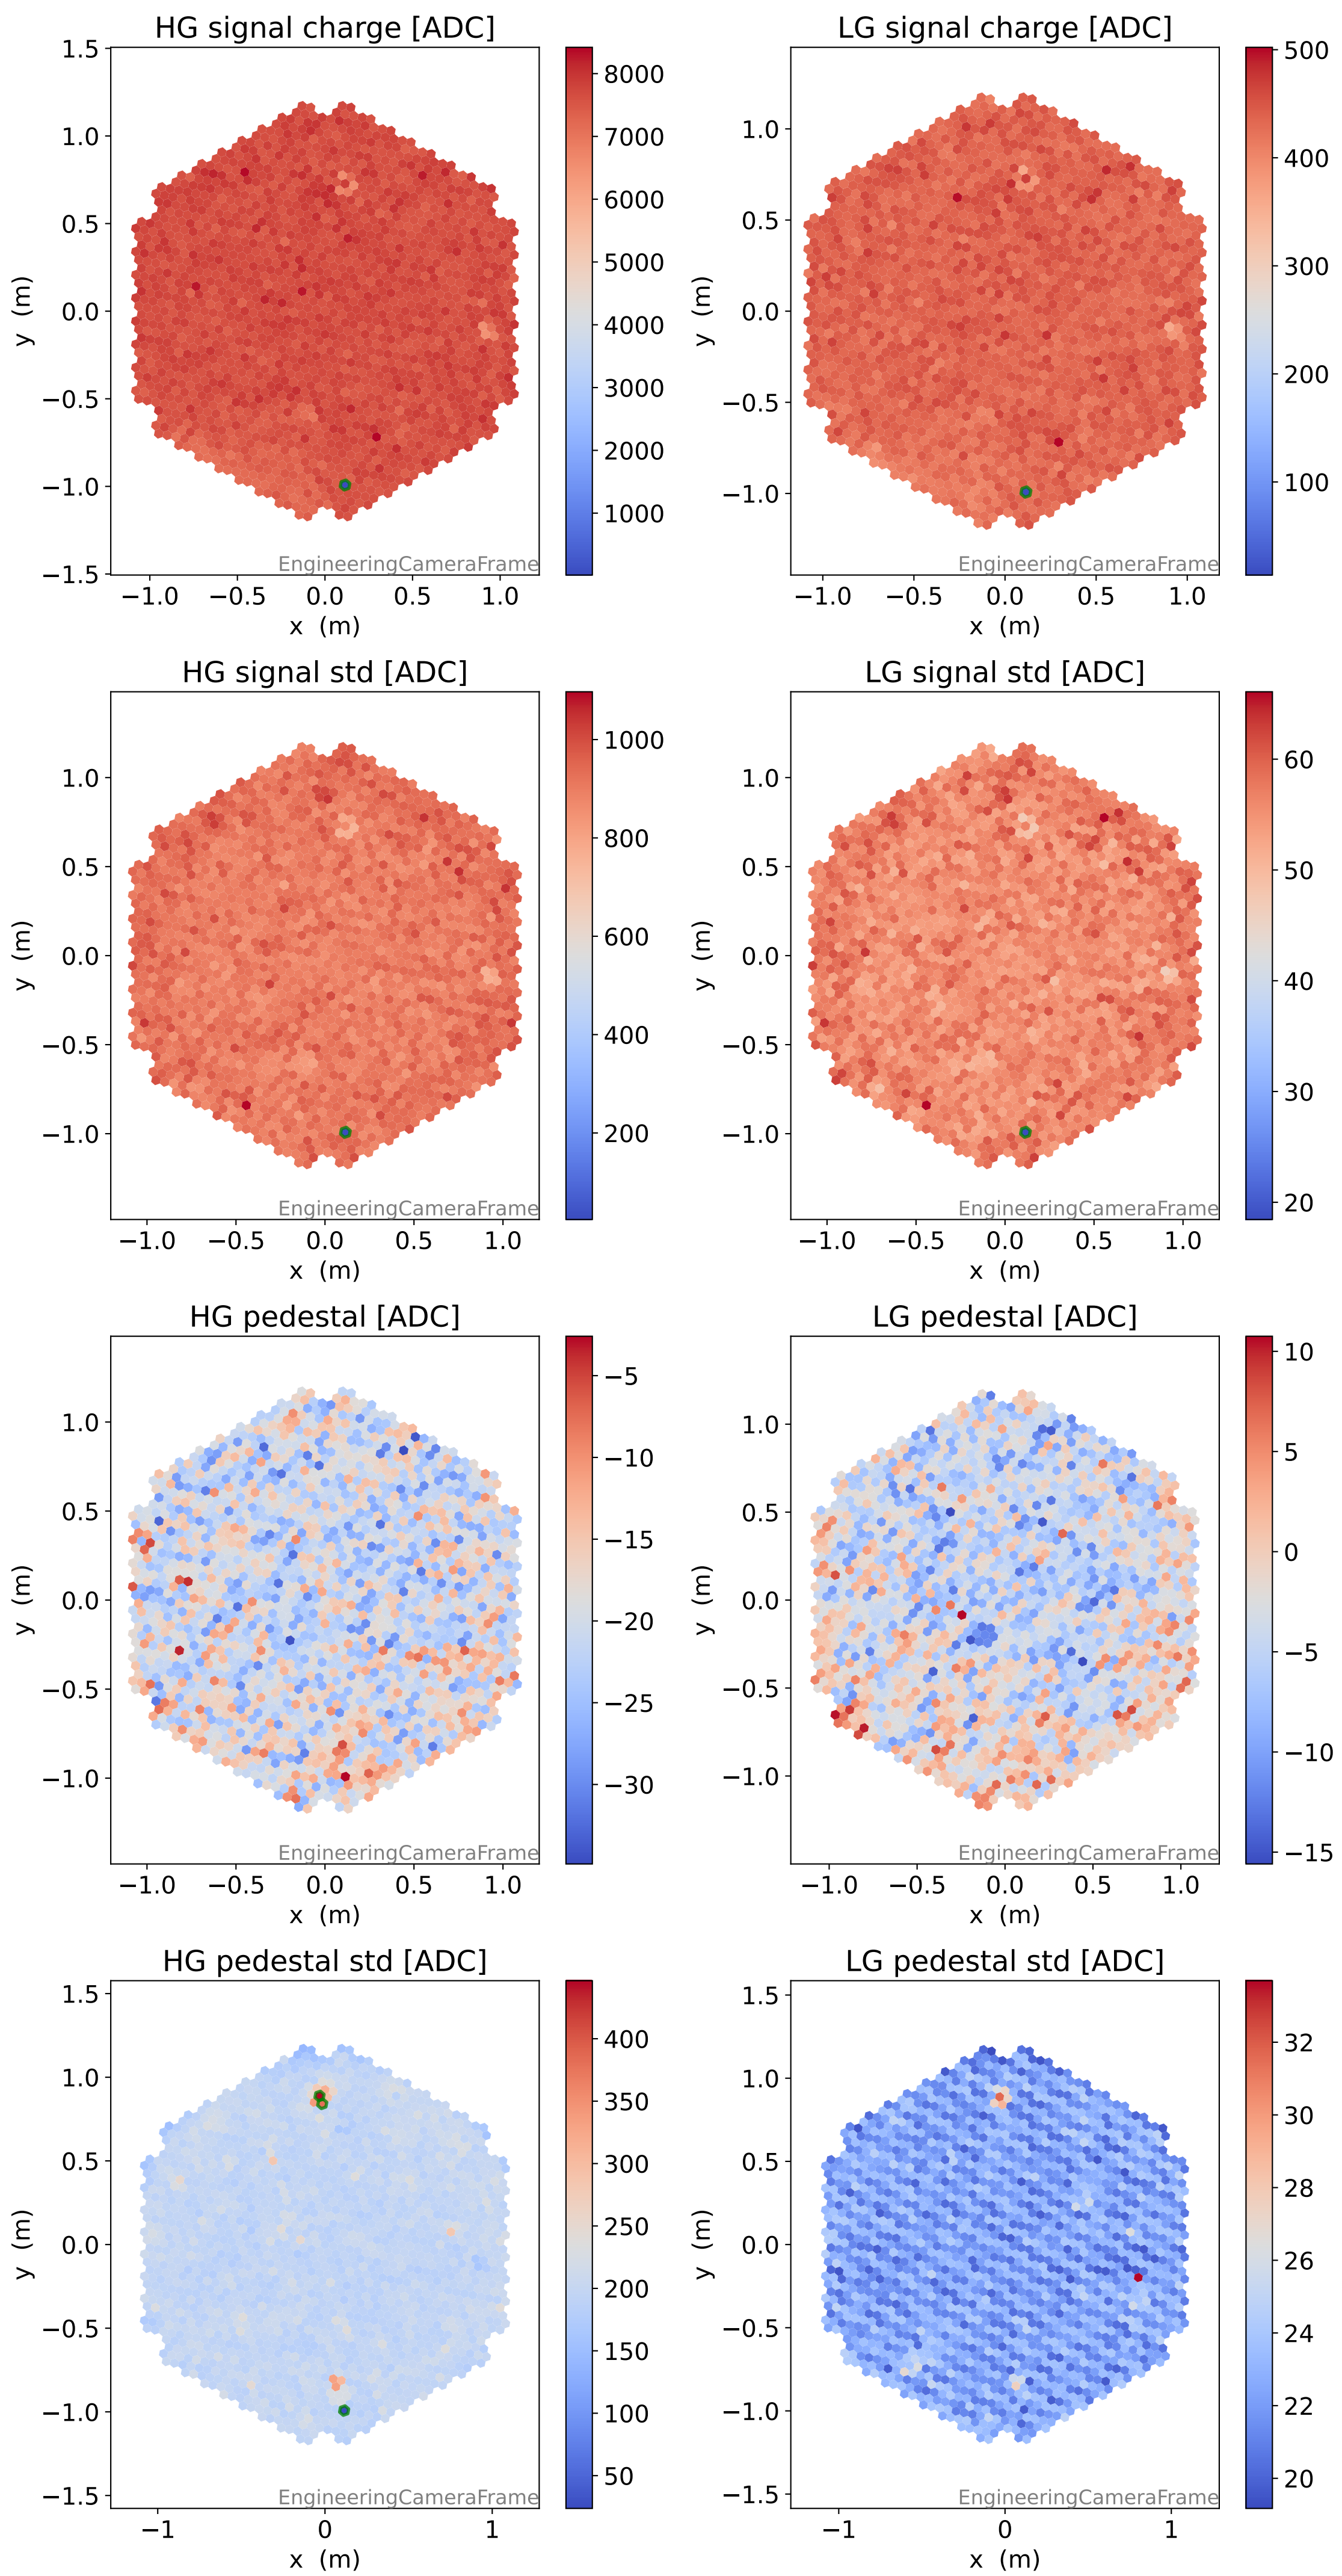 HG signal charge [ADC]
LG signal charge [ADC]
1.5
1.0
0.5
0.0
−0.5
−1.0
−1.5
y (m)
−1.0 −0.5 0.0 0.5 1.0
x (m)
EngineeringCameraFrame
8000
7000
6000
5000
4000
3000
2000
1000
1.0
0.5
0.0
−0.5
−1.0
y (m)
−1.0 −0.5 0.0 0.5 1.0
x (m)
EngineeringCameraFrame
500
400
300
200
100
HG signal std [ADC]
LG signal std [ADC]
1.0
0.5
0.0
−0.5
−1.0
y (m)
−1.0 −0.5 0.0 0.5 1.0
x (m)
EngineeringCameraFrame
1000
800
600
400
200
1.0
0.5
0.0
−0.5
−1.0
y (m)
−1.0 −0.5 0.0 0.5 1.0
x (m)
EngineeringCameraFrame
60
50
40
30
20
HG pedestal [ADC]
LG pedestal [ADC]
1.0
0.5
0.0
−0.5
−1.0
y (m)
−1.0 −0.5 0.0 0.5 1.0
x (m)
EngineeringCameraFrame
−5
−10
−15
−20
−25
−30
1.0
0.5
0.0
−0.5
−1.0
y (m)
−1.0 −0.5 0.0 0.5 1.0
x (m)
EngineeringCameraFrame
10
5
0
−5
−10
−15
HG pedestal std [ADC]
LG pedestal std [ADC]
1.5
1.0
0.5
0.0
−0.5
−1.0
−1.5
y (m)
−1 0 1
x (m)
EngineeringCameraFrame
400
350
300
250
200
150
100
50
1.5
1.0
0.5
0.0
−0.5
−1.0
−1.5
y (m)
−1 0 1
x (m)
EngineeringCameraFrame
32
30
28
26
24
22
20